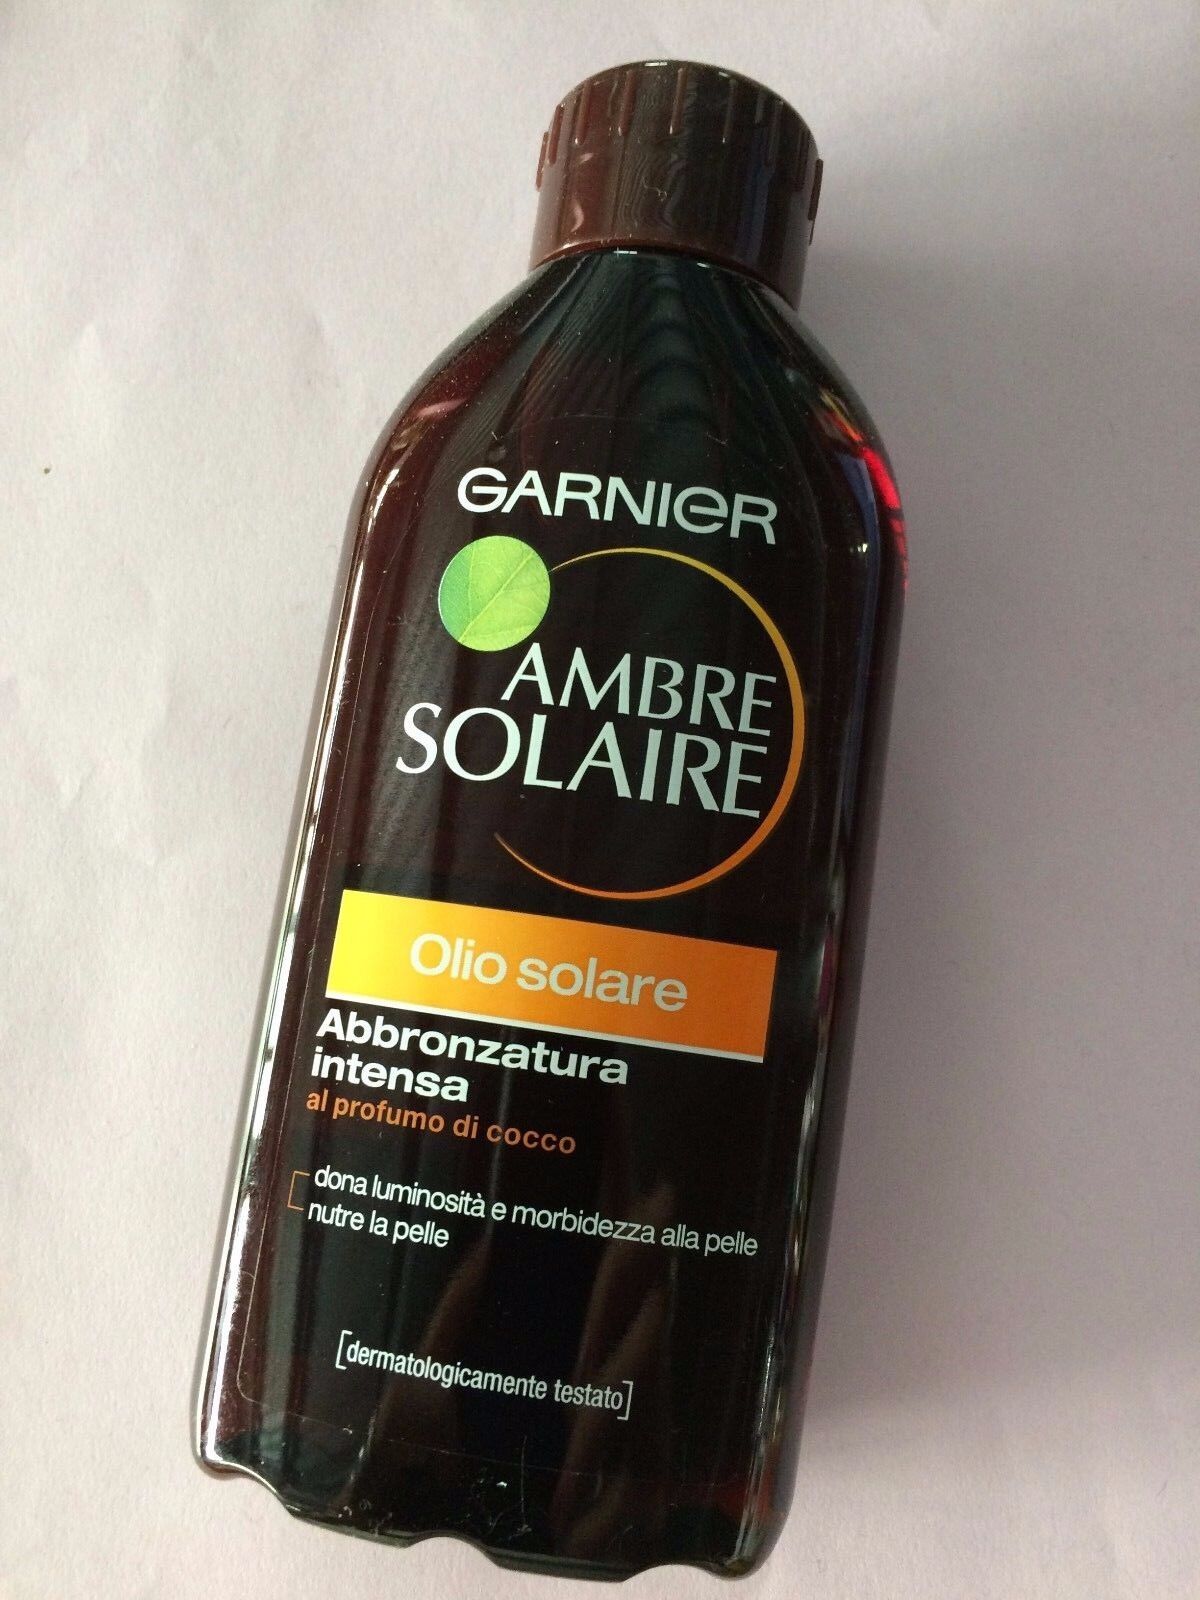 GARNIER
AMBRE
SOLAIRE
Olio solare
Abbronzatura
intensa
al profumo di cocco
dona luminosità e morbidezza alla pelle
nutre la pelle
[dermatologicamente testato]